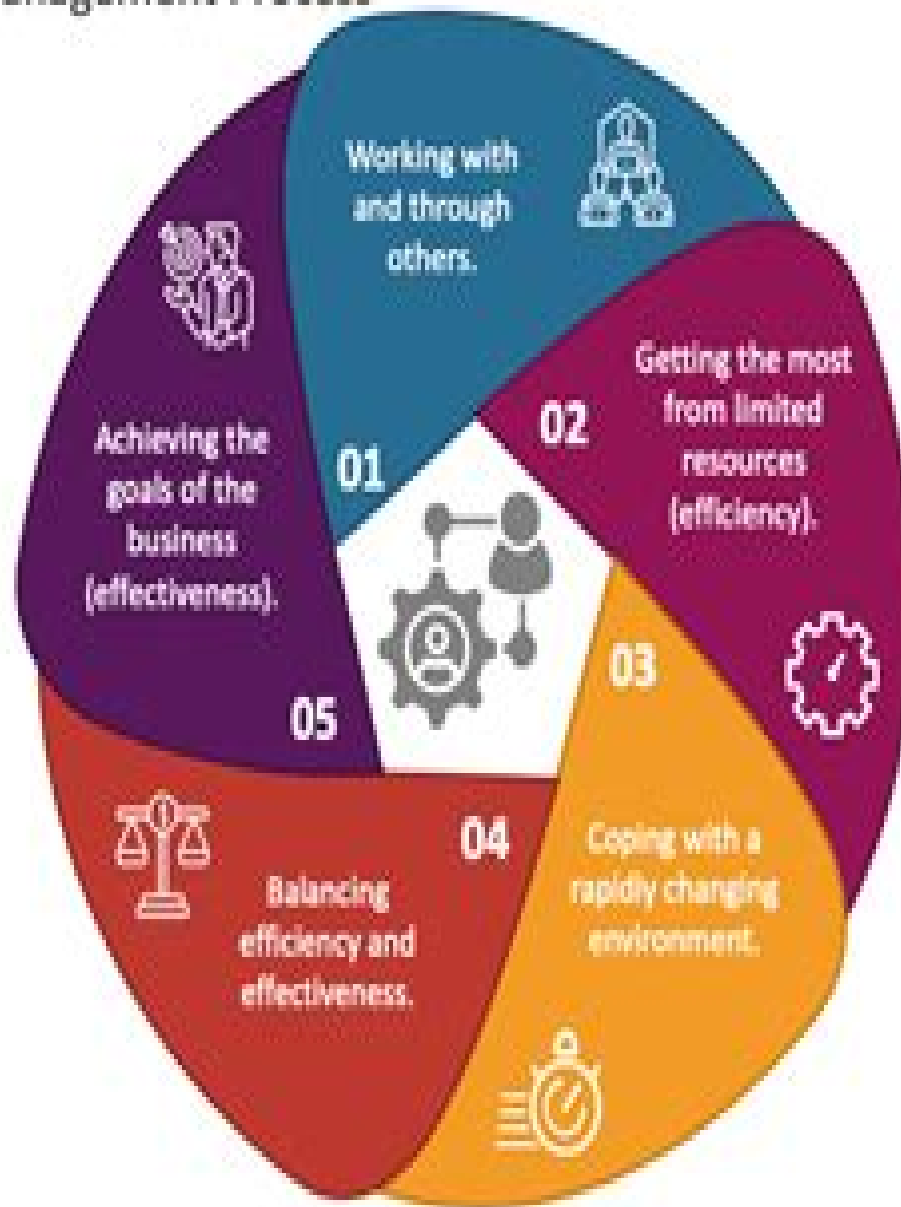 Process
01
Working with
and through
others.
02
Getting the most
from limited
resources
(efficiency).
03
Coping with a
rapidly changing
environment.
04
Balancing
efficiency and
effectiveness.
05
Achieving the
goals of the
business
(effectiveness).